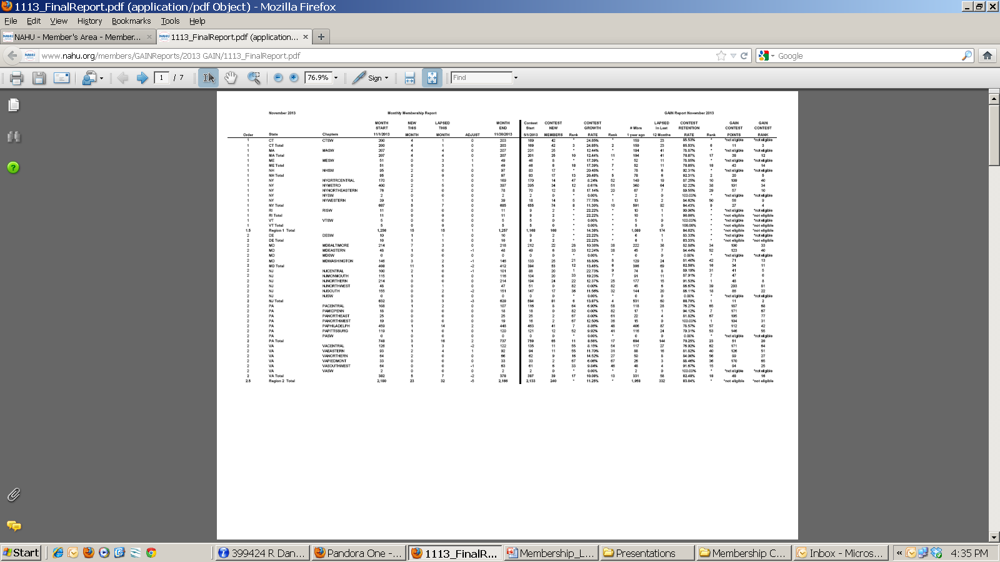 1113_FinalReport.pdf (application/pdf Object) - Mozilla Firefox
File Edit View History Bookmarks Tools Help
NAHU - Member's Area - Member... 1113_FinalReport.pdf (application...
www.nahu.org/members/GAINReports/2013 GAIN/1113_FinalReport.pdf Google
1 / 7 76.9% Sign Find
November 2013 Monthly Membership Report GAIN Report November 2013
MONTH NEW LAPSED MONTH Contest CONTEST CONTEST LAPSED CONTEST GAIN GAIN
START THIS THIS END Start NEW GROWTH # Mbrs In Last RETENTION CONTEST CONTEST
Order State Chapters 11/1/2013 MONTH MONTH ADJUST 11/30/2013 5/1/2013 MEMBERS Rank RATE Rank 1 year ago 12 Months RATE Rank POINTS RANK
1 CT CTSW 200 4 1 0 203 169 42 * 24.85% * 159 23 85.53% * *not eligible *not eligible
1 CT Total 200 4 1 0 203 169 42 3 24.85% 2 159 23 85.53% 6 11 3
1 MA MASW 207 4 4 0 207 201 25 * 12.44% * 194 41 78.87% * *not eligible *not eligible
1 MA Total 207 4 4 0 207 201 25 10 12.44% 11 194 41 78.87% 17 38 12
1 ME MESW 51 0 3 1 49 46 8 * 17.39% * 52 11 78.85% * *not eligible *not eligible
1 ME Total 51 0 3 1 49 46 8 18 17.39% 7 52 11 78.85% 18 43 14
1 NH NHSW 95 2 0 0 97 83 17 * 20.48% * 78 6 92.31% * *not eligible *not eligible
1 NH Total 95 2 0 0 97 83 17 13 20.48% 5 78 6 92.31% 2 20 5
1 NY NYGRTRCENTRAL 170 0 1 0 169 170 14 47 8.24% 52 149 19 87.25% 10 109 40
1 NY NYMETRO 400 2 5 0 397 395 34 12 8.61% 51 360 64 82.22% 38 101 34
1 NY NYNORTHEASTERN 76 2 0 0 78 70 12 8 17.14% 20 67 7 89.55% 29 57 10
1 NY NYSW 2 0 0 0 2 2 0 * 0.00% * 2 0 100.00% * *not eligible *not eligible
1 NY NYWESTERN 39 1 1 0 39 18 14 5 77.78% 1 13 2 84.62% 50 56 9
1 NY Total 687 5 7 0 685 655 74 8 11.30% 10 591 92 84.43% 9 27 4
1 RI RISW 11 0 0 0 11 9 2 * 22.22% * 10 1 90.00% * *not eligible *not eligible
1 RI Total 11 0 0 0 11 9 2 * 22.22% * 10 1 90.00% * *not eligible *not eligible
1 VT VTSW 5 0 0 0 5 5 0 * 0.00% * 5 0 100.00% * *not eligible *not eligible
1 VT Total 5 0 0 0 5 5 0 * 0.00% * 5 0 100.00% * *not eligible *not eligible
1.5 Region 1 Total 1,256 15 15 1 1,257 1,168 168 * 14.38% * 1,089 174 84.02% * *not eligible *not eligible
2 DE DESW 10 1 1 0 10 9 2 * 22.22% * 6 1 83.33% * *not eligible *not eligible
2 DE Total 10 1 1 0 10 9 2 * 22.22% * 6 1 83.33% * *not eligible *not eligible
2 MD MDBALTIMORE 214 7 3 0 218 212 22 28 10.38% 38 222 38 82.88% 34 100 33
2 MD MDEASTERN 48 1 0 -1 48 49 6 33 12.24% 38 45 7 84.44% 52 123 40
2 MD MDSW 0 0 0 0 0 0 0 * 0.00% * 0 0 0.00% * *not eligible *not eligible
2 MD MDWASHINGTON 146 3 2 -1 146 133 25 21 18.80% 8 129 24 81.40% 42 71 13
2 MD Total 408 11 5 -2 412 394 53 12 13.45% 6 396 69 82.58% 16 34 11
2 NJ NJCENTRAL 100 2 0 -1 101 88 20 1 22.73% 9 74 8 89.19% 31 41 5
2 NJ NJMONMOUTH 115 1 0 0 116 104 20 33 19.23% 7 91 11 87.91% 7 47 6
2 NJ NJNORTHERN 214 0 0 0 214 194 24 22 12.37% 25 177 15 91.53% 1 48 8
2 NJ NJNORTHWEST 48 0 1 0 47 51 0 82 0.00% 82 45 6 86.67% 39 203 81
2 NJ NJSOUTH 155 0 2 -2 151 147 17 36 11.56% 32 144 20 86.11% 18 86 22
2 NJ NJSW 0 0 0 0 0 0 0 * 0.00% * 0 0 0.00% * *not eligible *not eligible
2 NJ Total 632 3 3 -3 629 584 81 6 13.87% 4 531 60 88.70% 1 11 2
2 PA PACENTRAL 108 1 2 0 107 116 8 64 6.90% 58 118 28 76.27% 65 187 68
2 PA PAMIDPENN 18 0 0 0 18 18 0 82 0.00% 82 17 1 94.12% 7 171 67
2 PA PANORTHEAST 25 0 0 0 25 25 2 67 8.00% 61 22 4 81.82% 67 195 77
2 PA PANORTHWEST 19 0 0 0 19 16 2 67 12.50% 36 15 0 100.00% 1 104 31
2 PA PAPHILADELPH 459 1 14 2 448 463 41 7 8.86% 48 406 87 78.57% 57 112 42
2 PA PAPITTSBURG 119 1 0 0 120 121 12 52 9.92% 41 116 24 79.31% 53 146 55
2 PA PASW 0 0 0 0 0 0 0 * 0.00% * 0 0 0.00% * *not eligible *not eligible
2 PA Total 748 3 16 2 737 759 65 11 8.56% 17 694 144 79.25% 23 51 20
2 VA VACENTRAL 126 1 3 -2 122 135 11 55 8.15% 54 117 27 76.92% 62 171 64
2 VA VAEASTERN 93 2 4 1 92 94 11 55 11.70% 31 88 16 81.82% 40 126 51
2 VA VANORTHERN 64 2 0 0 66 62 9 16 14.52% 27 50 8 84.00% 56 99 27
2 VA VAPIEDMONT 33 0 0 0 33 33 2 67 6.06% 67 26 3 88.46% 36 170 65
2 VA VASOUTHWEST 64 0 0 -1 63 61 6 33 9.84% 46 48 4 91.67% 15 94 25
2 VA VASW 2 0 0 0 2 2 0 * 0.00% * 2 0 100.00% * *not eligible *not eligible
2 VA Total 382 5 7 -2 378 387 39 17 10.08% 13 331 58 82.48% 18 48 16
2.5 Region 2 Total 2,180 23 32 -5 2,166 2,133 240 * 11.25% * 1,958 332 83.04% * *not eligible *not eligible
Start 399424 R Dan... Pandora One -... 1113_FinalR... Membership_L... Presentations Membership C... Inbox - Micros... « 4:35 PM